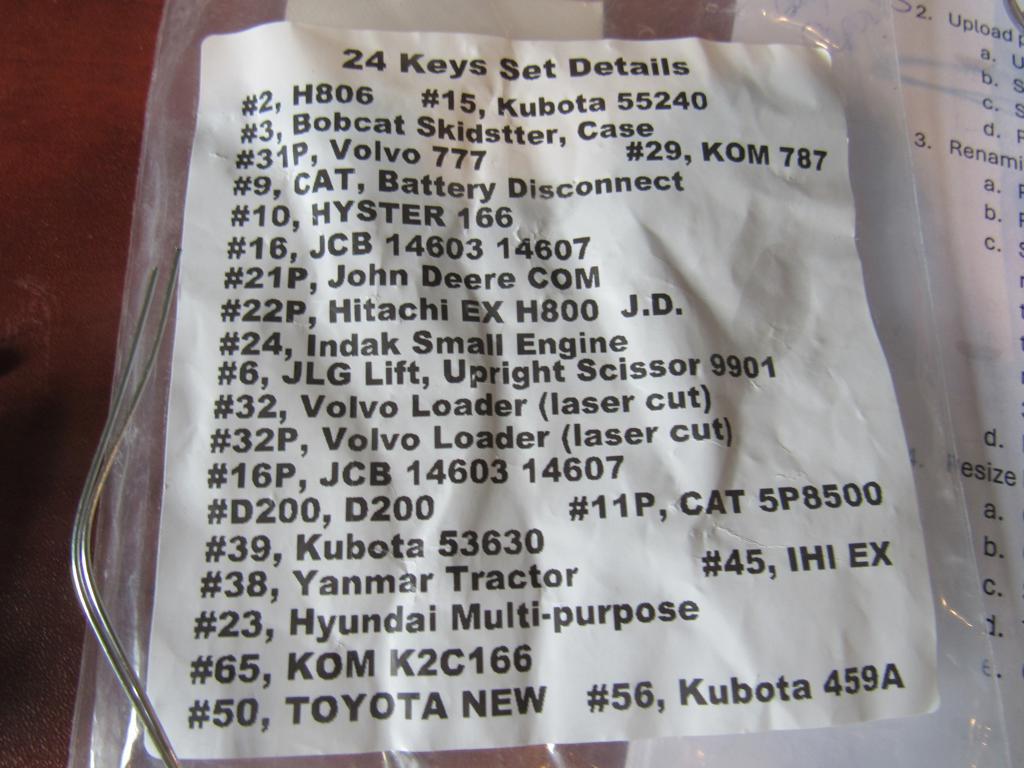 24 Keys Set Details
#2, H806 #15, Kubota 55240
#3, Bobcat Skidstter, Case
#31P, Volvo 777 #29, KOM 787
#9, CAT, Battery Disconnect
#10, HYSTER 166
#16, JCB 14603 14607
#21P, John Deere COM
#22P, Hitachi EX H800 J.D.
#24, Indak Small Engine
#6, JLG Lift, Upright Scissor 9901
#32, Volvo Loader (laser cut)
#32P, Volvo Loader (laser cut)
#16P, JCB 14603 14607
#D200, D200 #11P, CAT 5P8500
#39, Kubota 53630
#38, Yanmar Tractor #45, IHI EX
#23, Hyundai Multi-purpose
#65, KOM K2C166
#50, TOYOTA NEW #56, Kubota 459A
2. Upload
a.
b.
c.
d.
3. Renami
a.
b.
c.
d.
esize
a.
b.
c.
d.
e.